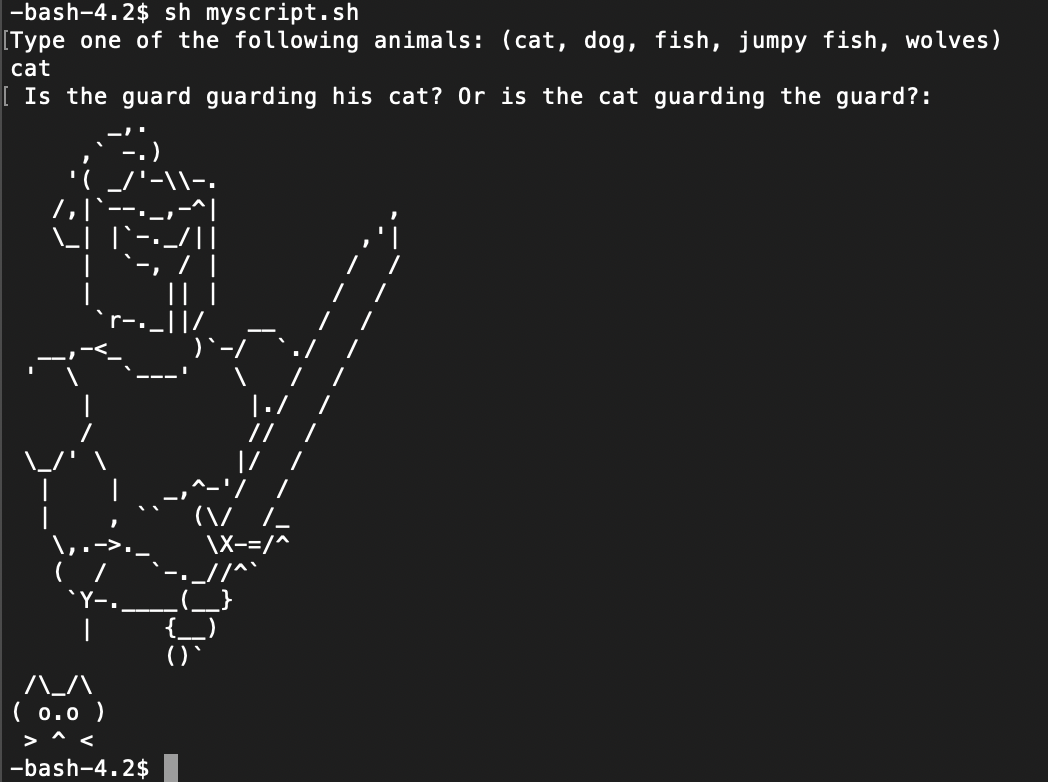 -bash-4.2$ sh myscript.sh
[Type one of the following animals: (cat, dog, fish, jumpy fish, wolves)
cat
[ Is the guard guarding his cat? Or is the cat guarding the guard?:
       _,.
     ,` -.)
    '( _/'-\\-.
   /,|`--._,-^|            ,
   \_| |`-._/||          ,'|
     |  `-, / |         /  /
     |     || |        /  /
      `r-._||/   __   /  /
  __,-<_     )`-/  `./  /
 '  \   `---'   \   /  /
     |           |./  /
     /           //  /
 \_/' \         |/  /
  |    |   _,^-'/  /
  |    , ``  (\/  /_
   \,.->._    \X-=/^
   (  /   `-._//^`
    `Y-.____(__}
     |     {__)
           ()`
 /\_/\
( o.o )
 > ^ <
-bash-4.2$